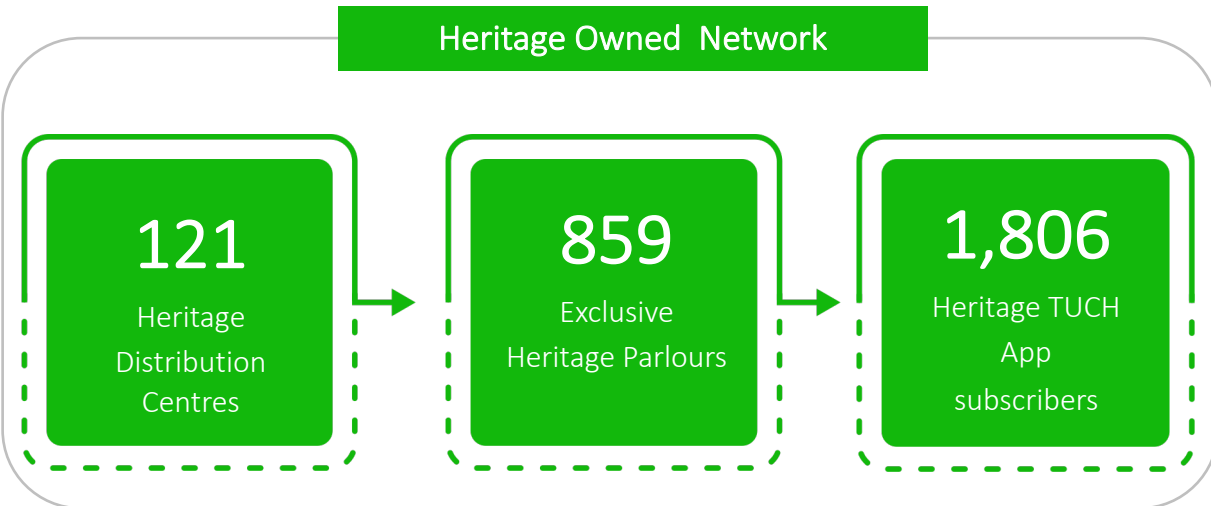 Heritage Owned Network
121
Heritage
Distribution
Centres
859
Exclusive
Heritage Parlours
1,806
Heritage TUCH
App
subscribers